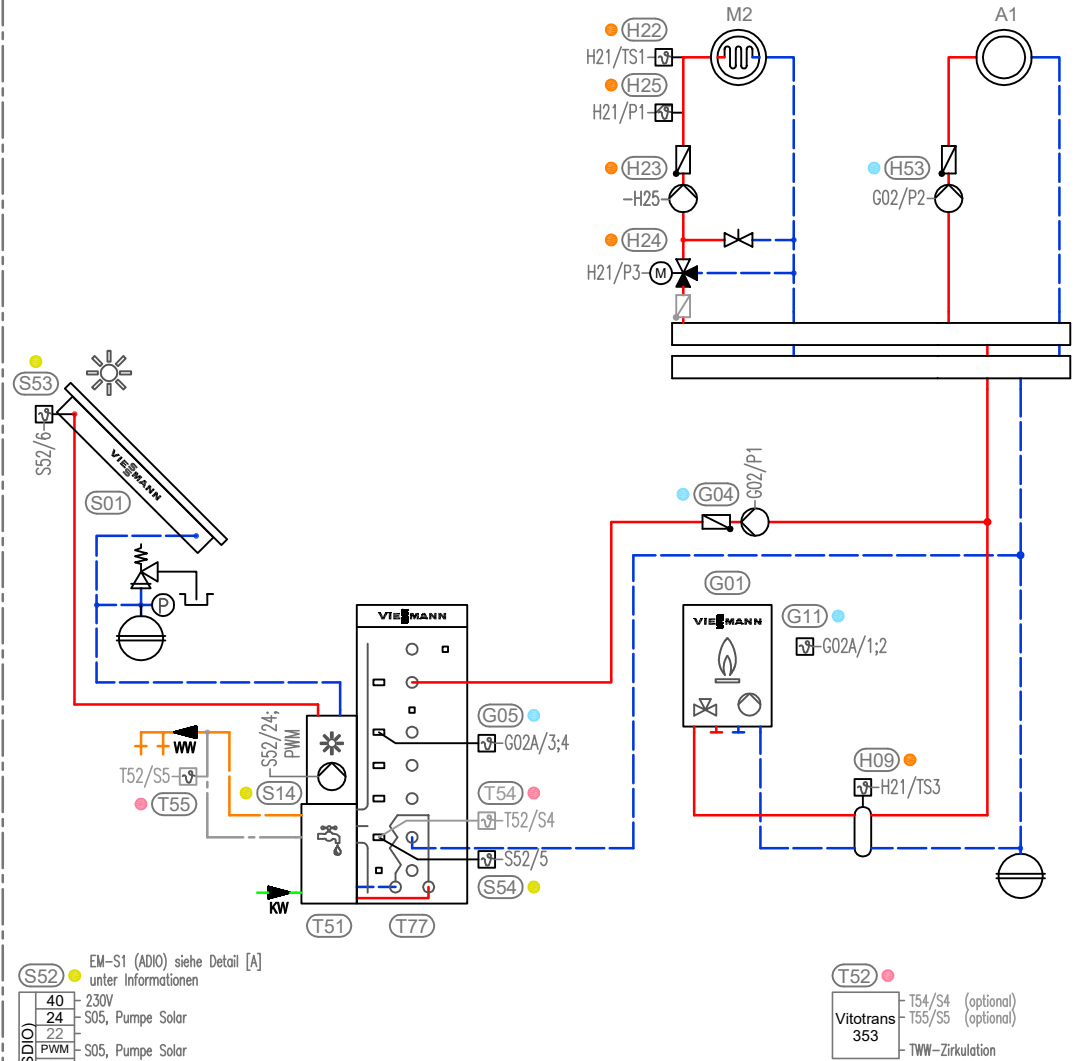 M2
A1
H22
H21/TS1
H25
H21/P1
H23
H53
-H25
G02/P2
H24
H21/P3
M
S53
S52/6
VIESSMANN
S01
G04
G02/P1
G01
P
VIESSMANN
VIESSMANN
G11
G02A/1;2
S52/24;
PWM
G05
G02A/3;4
WW
T52/S5
T55
S14
T54
T52/S4
H09
H21/TS3
S52/5
S54
KW
T51
T77
EM-S1 (ADIO) siehe Detail [A]
S52
unter Informationen
40
230V
24
S05, Pumpe Solar
22
PWM
S05, Pumpe Solar
T52
Vitotrans
353
T54/S4 (optional)
T55/S5 (optional)
TWW-Zirkulation